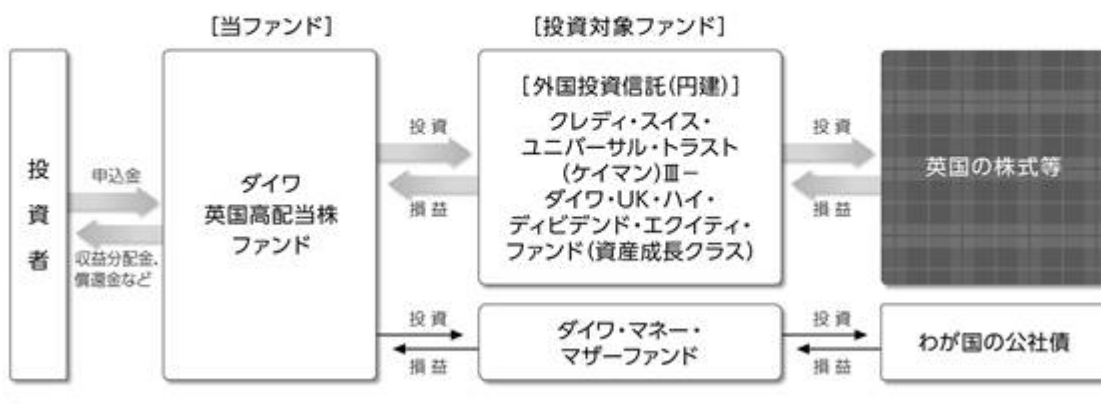 [当ファンド]
[投資対象ファンド]
投資者
申込金
収益分配金、
償還金など
ダイワ
英国高配当株
ファンド
投資
損益
[外国投資信託(円建)]
クレディ・スイス・
ユニバーサル・トラスト
(ケイマン)Ⅲ−
ダイワ・UK・ハイ・
ディビデンド・エクイティ・
ファンド(資産成長クラス)
投資
損益
英国の株式等
投資
損益
ダイワ・マネー・
マザーファンド
投資
損益
わが国の公社債